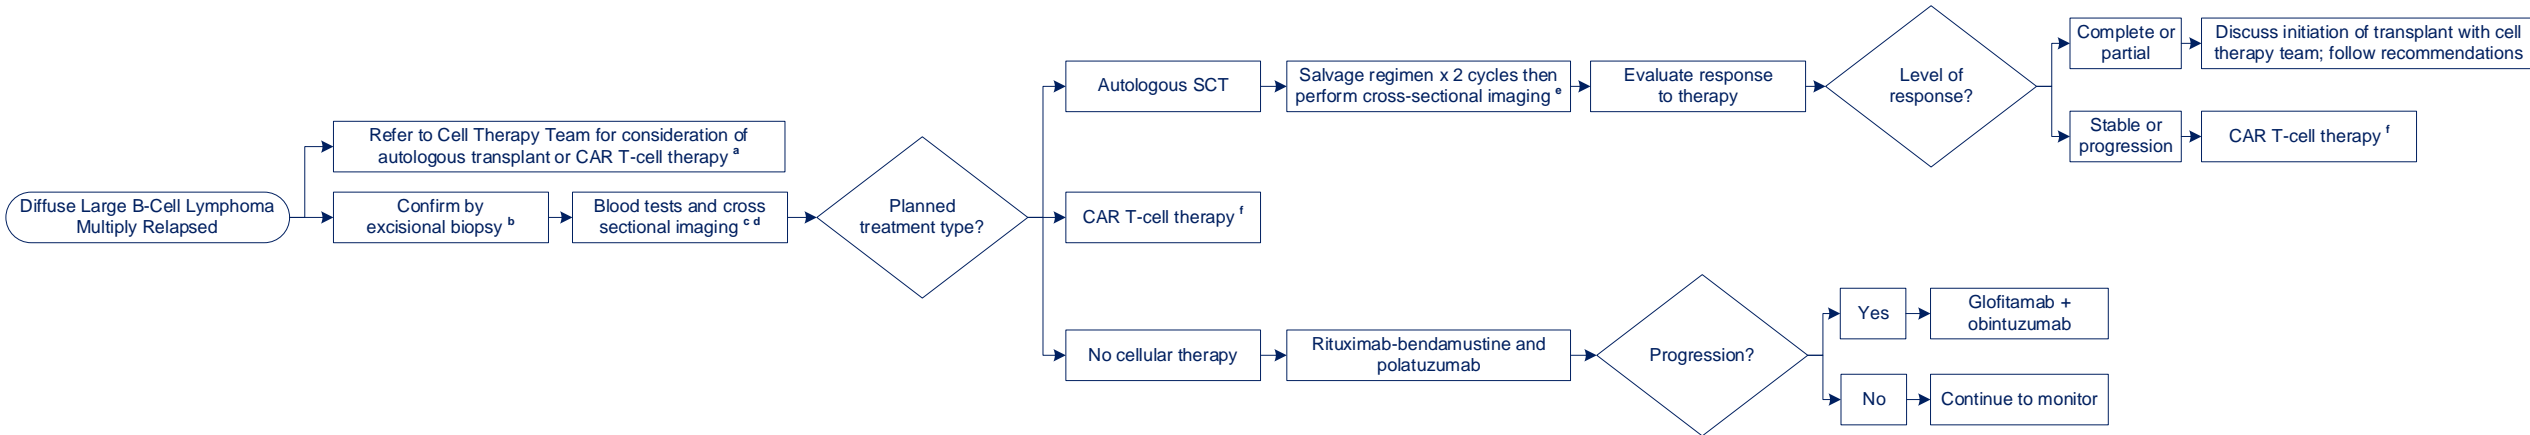 Diffuse Large B-Cell Lymphoma
Multiply Relapsed
Refer to Cell Therapy Team for consideration of
autologous transplant or CAR T-cell therapy a
Confirm by
excisional biopsy b
Blood tests and cross
sectional imaging c d
Planned
treatment type?
Autologous SCT
Salvage regimen x 2 cycles then
perform cross-sectional imaging e
Evaluate response
to therapy
Level of
response?
Complete or
partial
Discuss initiation of transplant with cell
therapy team; follow recommendations
Stable or
progression
CAR T-cell therapy f
CAR T-cell therapy f
No cellular therapy
Rituximab-bendamustine and
polatuzumab
Progression?
Yes
Glofitamab +
obintuzumab
No
Continue to monitor